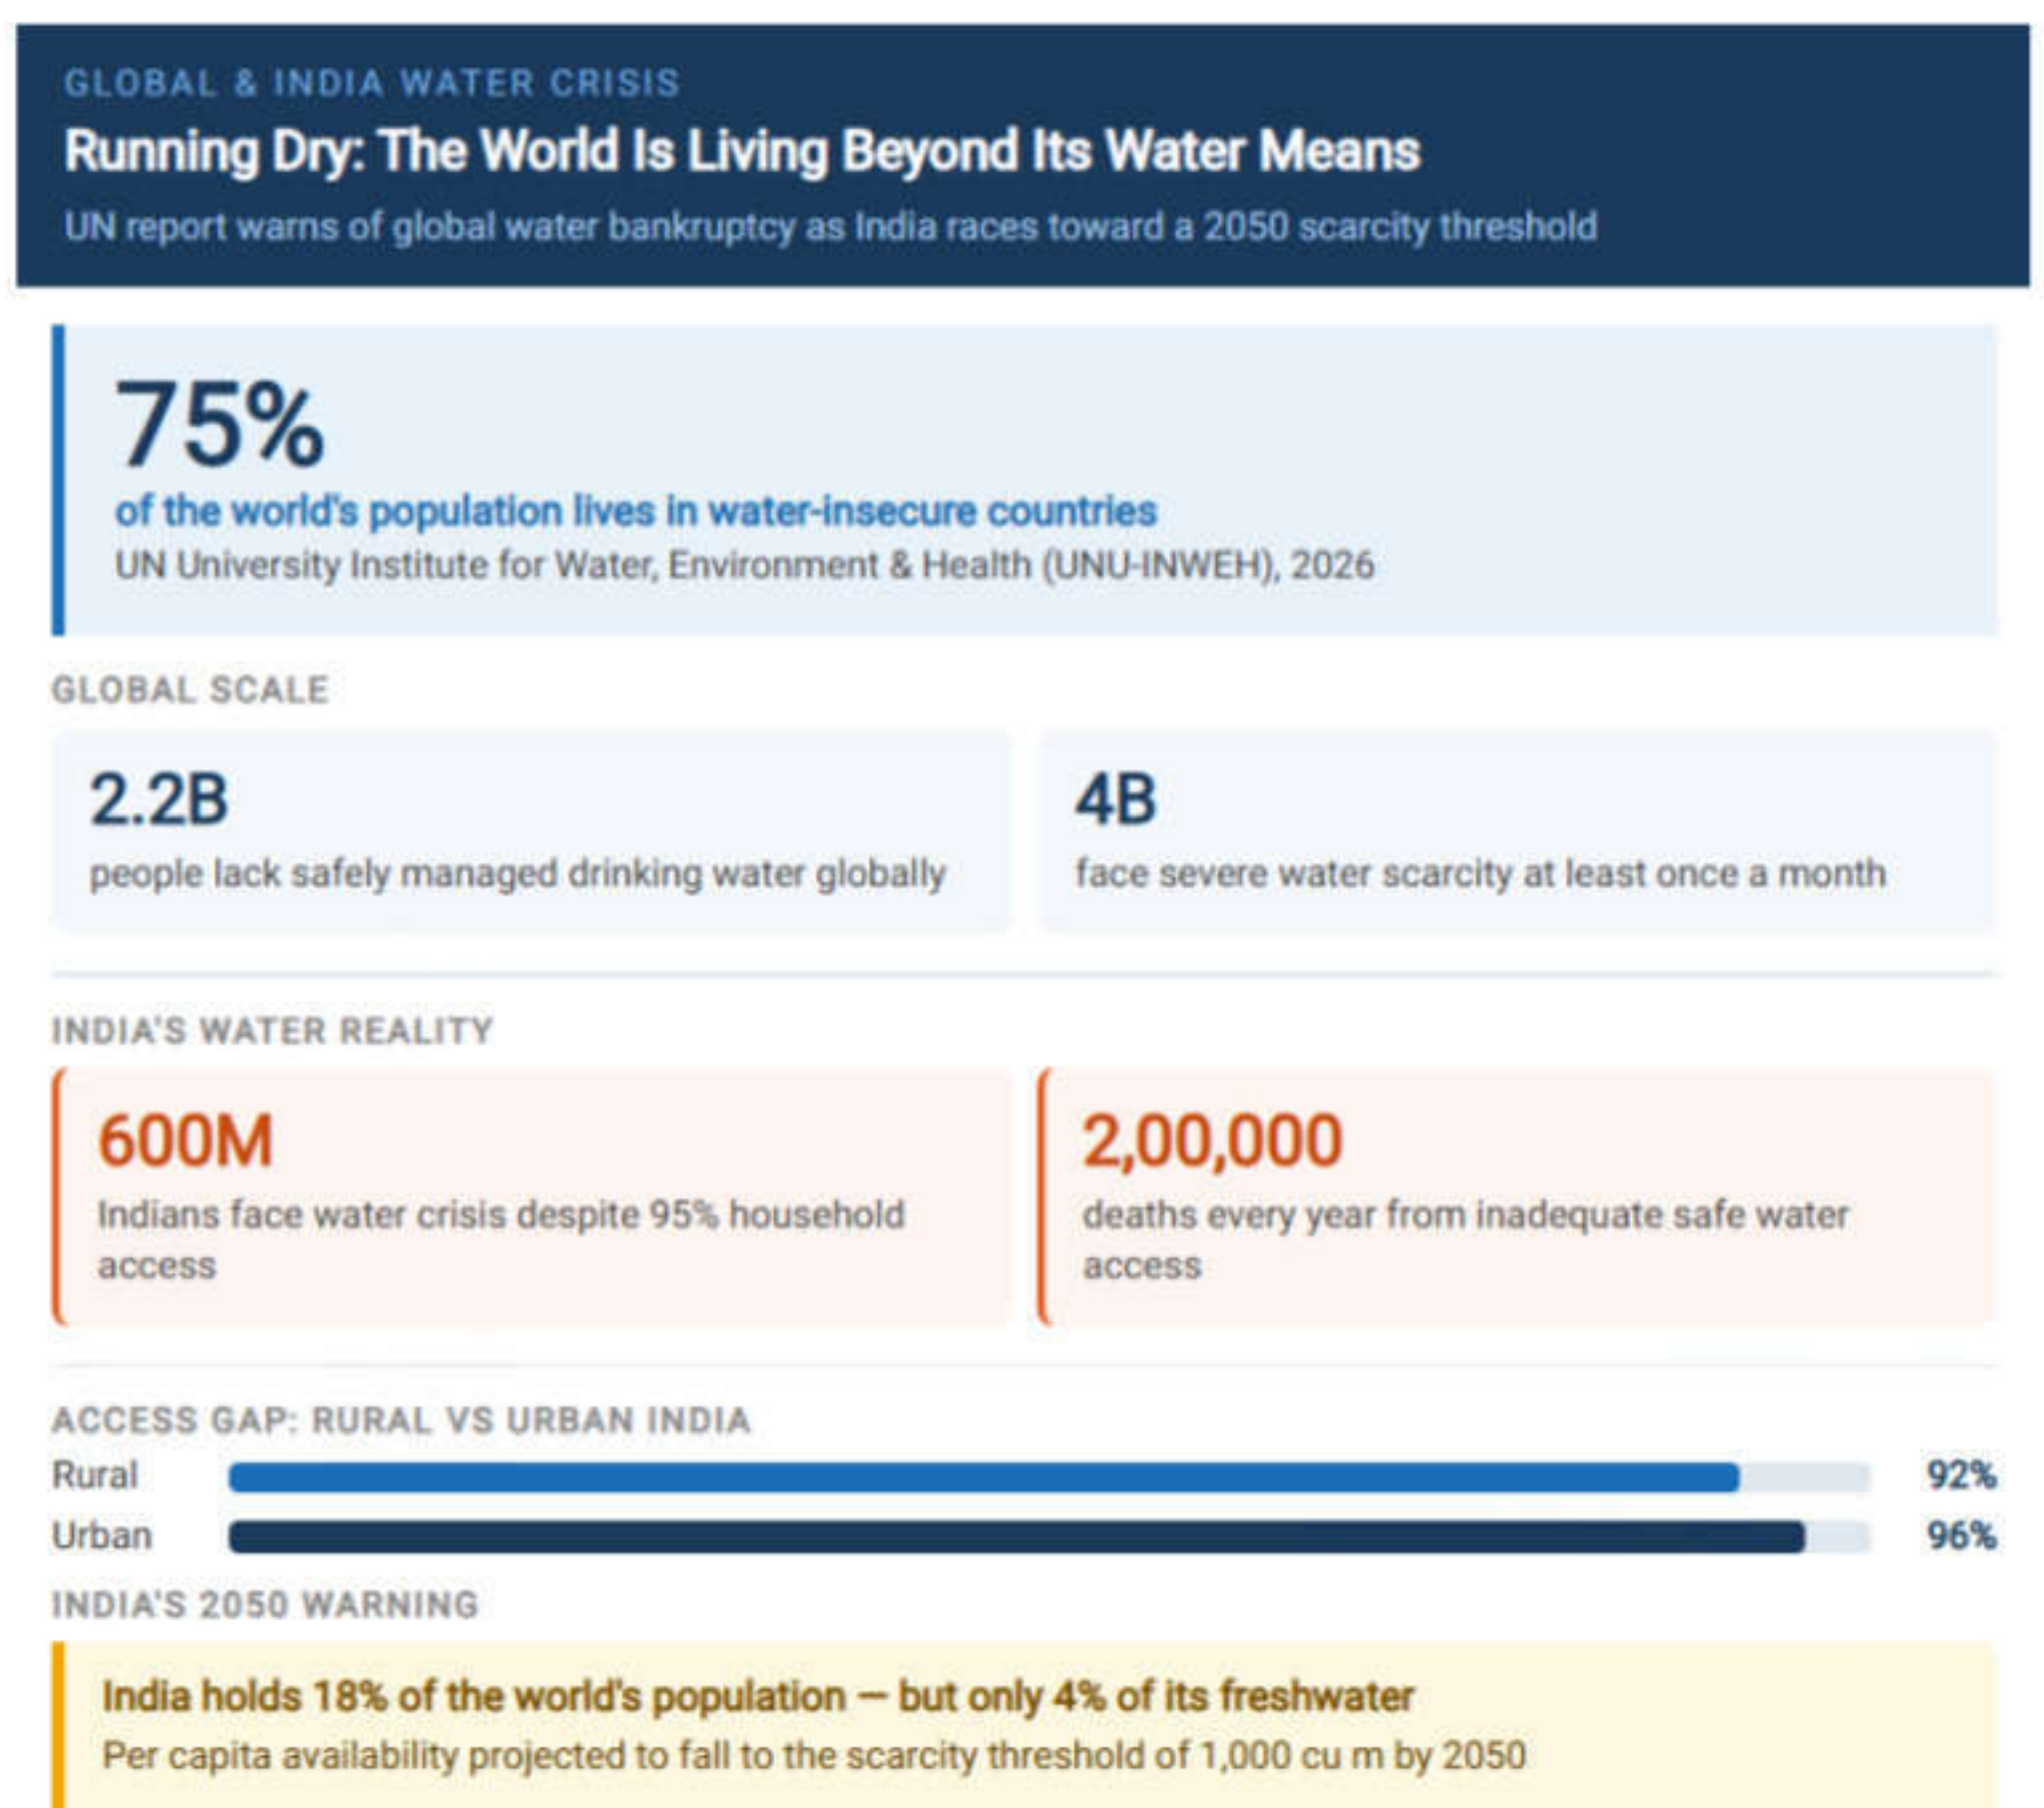 GLOBAL & INDIA WATER CRISIS
Running Dry: The World Is Living Beyond Its Water Means
UN report warns of global water bankruptcy as India races toward a 2050 scarcity threshold
75%
of the world's population lives in water-insecure countries
UN University Institute for Water, Environment & Health (UNU-INWEH), 2026
GLOBAL SCALE
2.2B
people lack safely managed drinking water globally
4B
face severe water scarcity at least once a month
INDIA'S WATER REALITY
600M
Indians face water crisis despite 95% household
access
2,00,000
deaths every year from inadequate safe water
access
ACCESS GAP: RURAL VS URBAN INDIA
Rural 92%
Urban 96%
INDIA'S 2050 WARNING
India holds 18% of the world's population — but only 4% of its freshwater
Per capita availability projected to fall to the scarcity threshold of 1,000 cu m by 2050